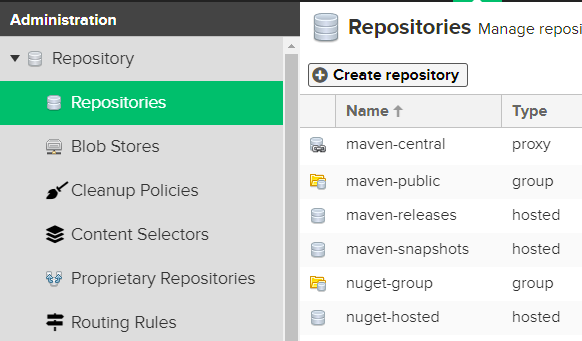 Administration
Repository
Repositories
Blob Stores
Cleanup Policies
Content Selectors
Proprietary Repositories
Routing Rules
Repositories Manage reposi
Create repository
Name Type
maven-central proxy
maven-public group
maven-releases hosted
maven-snapshots hosted
nuget-group group
nuget-hosted hosted